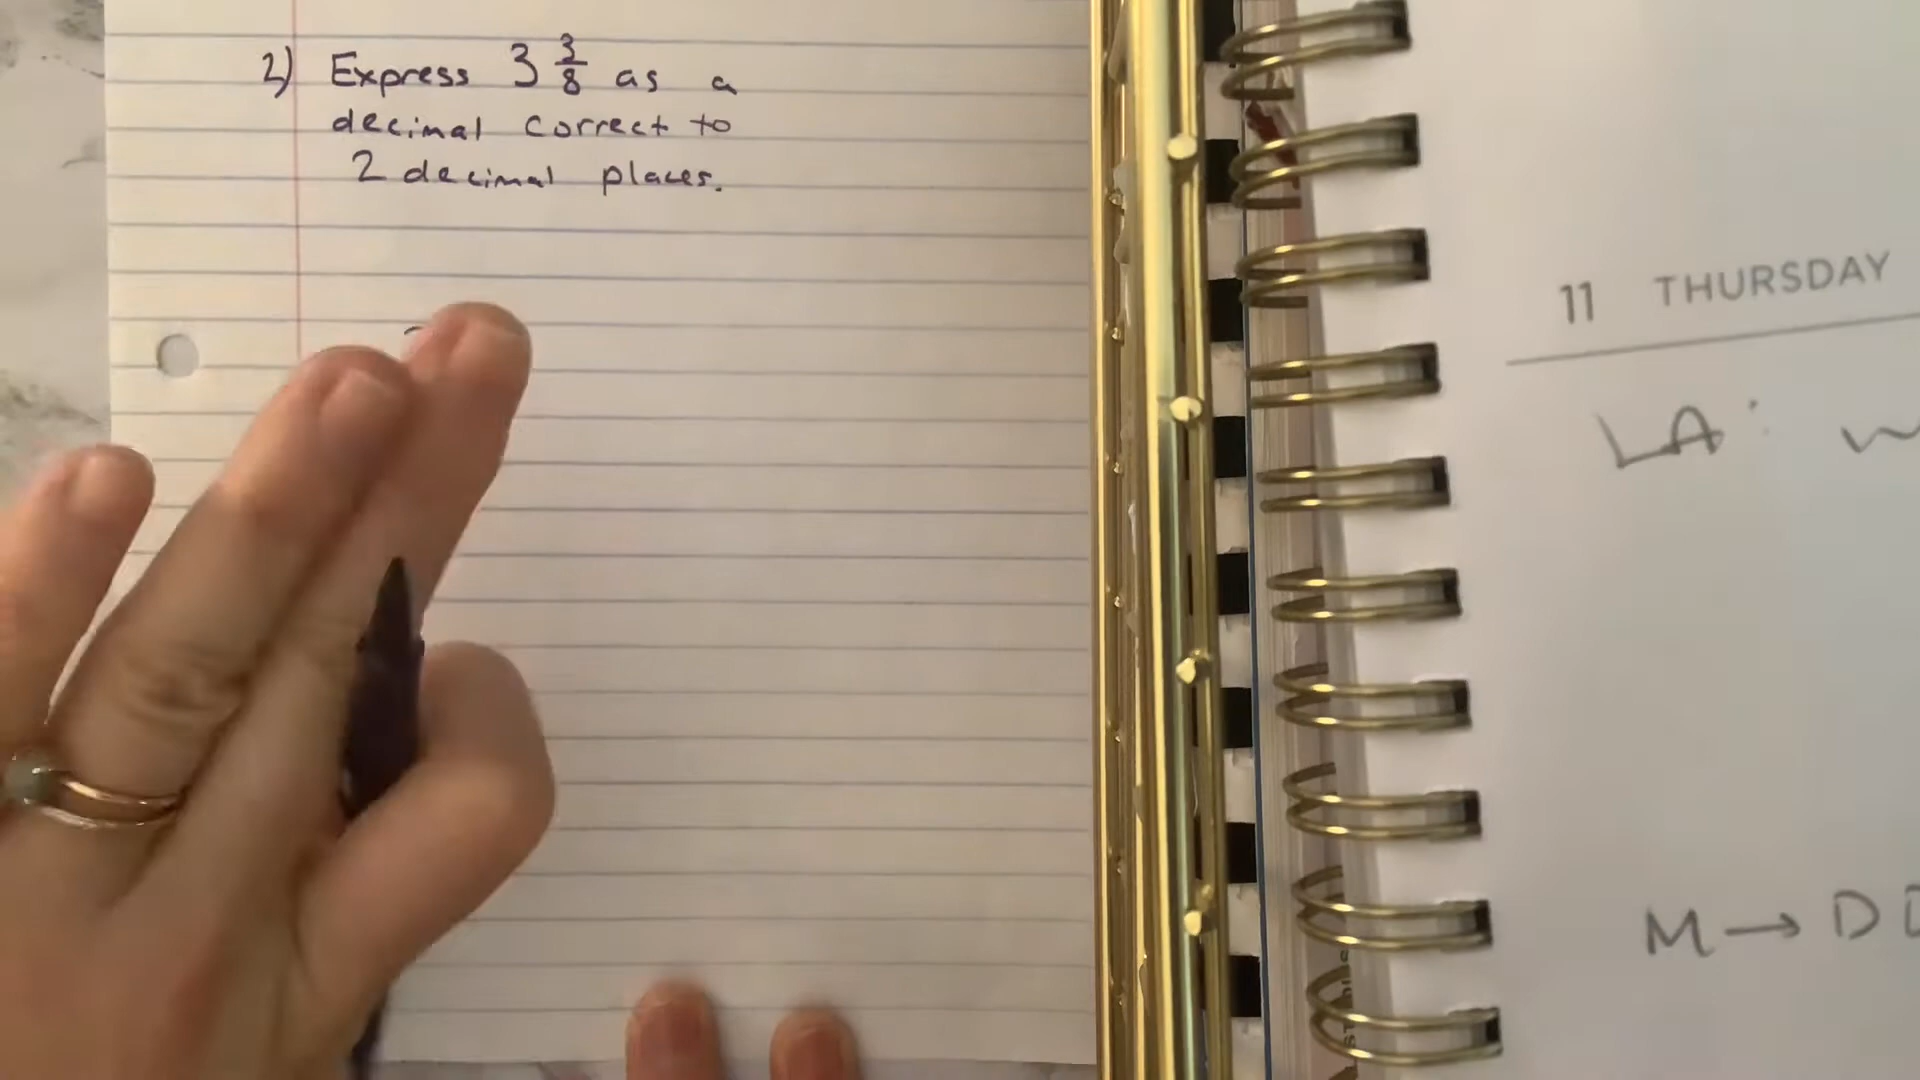 2) Express 3 3/8 as a
decimal correct to
2 decimal places.
11 THURSDAY
LA:
M → D